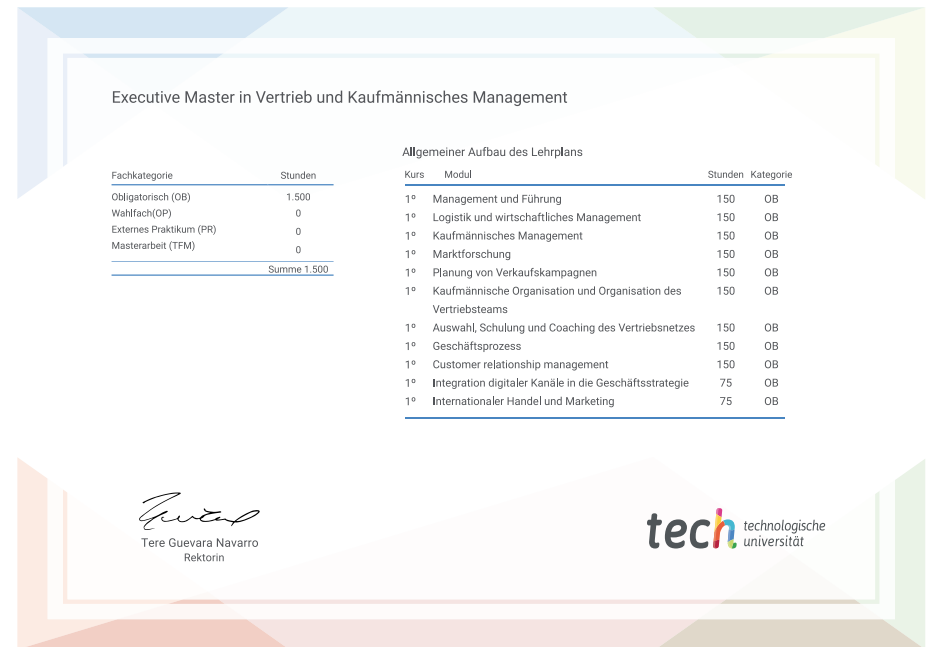 Executive Master in Vertrieb und Kaufmännisches Management
Fachkategorie Stunden
Obligatorisch (OB) 1.500
Wahlfach(OP) 0
Externes Praktikum (PR) 0
Masterarbeit (TFM) 0
Summe 1.500
Allgemeiner Aufbau des Lehrplans
Kurs Modul Stunden Kategorie
1º Management und Führung 150 OB
1º Logistik und wirtschaftliches Management 150 OB
1º Kaufmännisches Management 150 OB
1º Marktforschung 150 OB
1º Planung von Verkaufskampagnen 150 OB
1º Kaufmännische Organisation und Organisation des 150 OB
Vertriebsteams
1º Auswahl, Schulung und Coaching des Vertriebsnetzes 150 OB
1º Geschäftsprozess 150 OB
1º Customer relationship management 150 OB
1º Integration digitaler Kanäle in die Geschäftsstrategie 75 OB
1º Internationaler Handel und Marketing 75 OB
Tere Guevara Navarro
Rektorin
tech technologische
universität